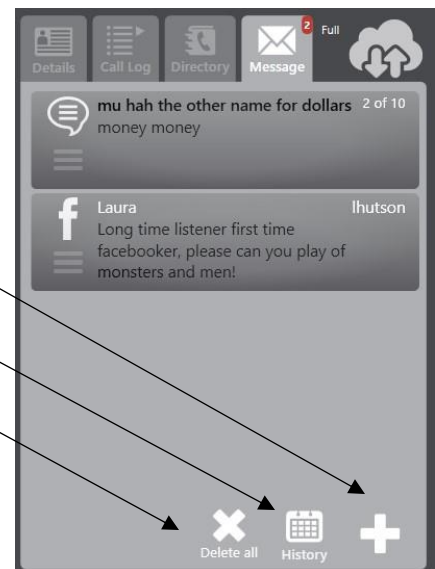 Details Call Log Directory Message 2 Full
mu hah the other name for dollars 2 of 10
money money
Laura lhutson
Long time listener first time
facebooker, please can you play of
monsters and men!
Delete all History